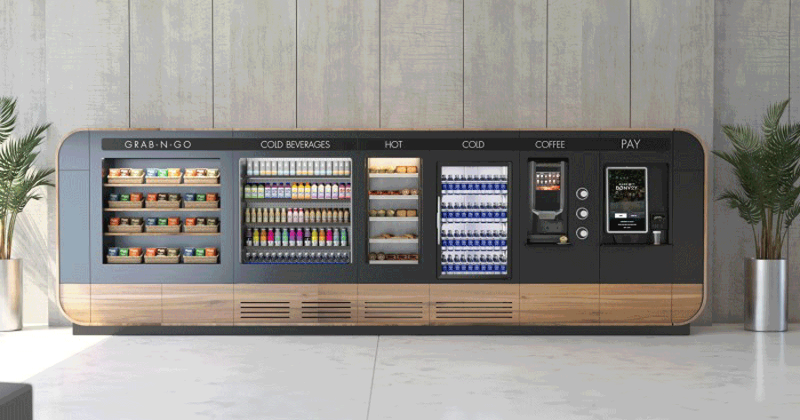 GRAB·N·GO
COLD BEVERAGES
HOT
COLD
COFFEE
PAY